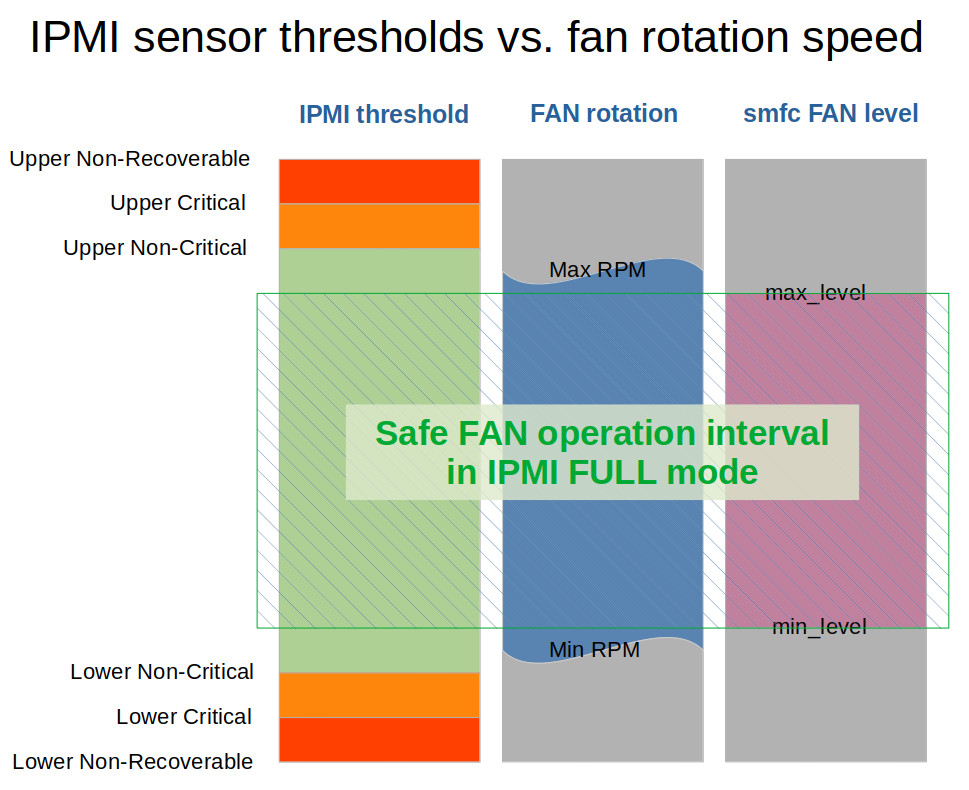 IPMI sensor thresholds vs. fan rotation speed
IPMI threshold
FAN rotation
smfc FAN level
Upper Non-Recoverable
Upper Critical
Upper Non-Critical
Max RPM
max_level
Safe FAN operation interval
in IPMI FULL mode
min_level
Min RPM
Lower Non-Critical
Lower Critical
Lower Non-Recoverable